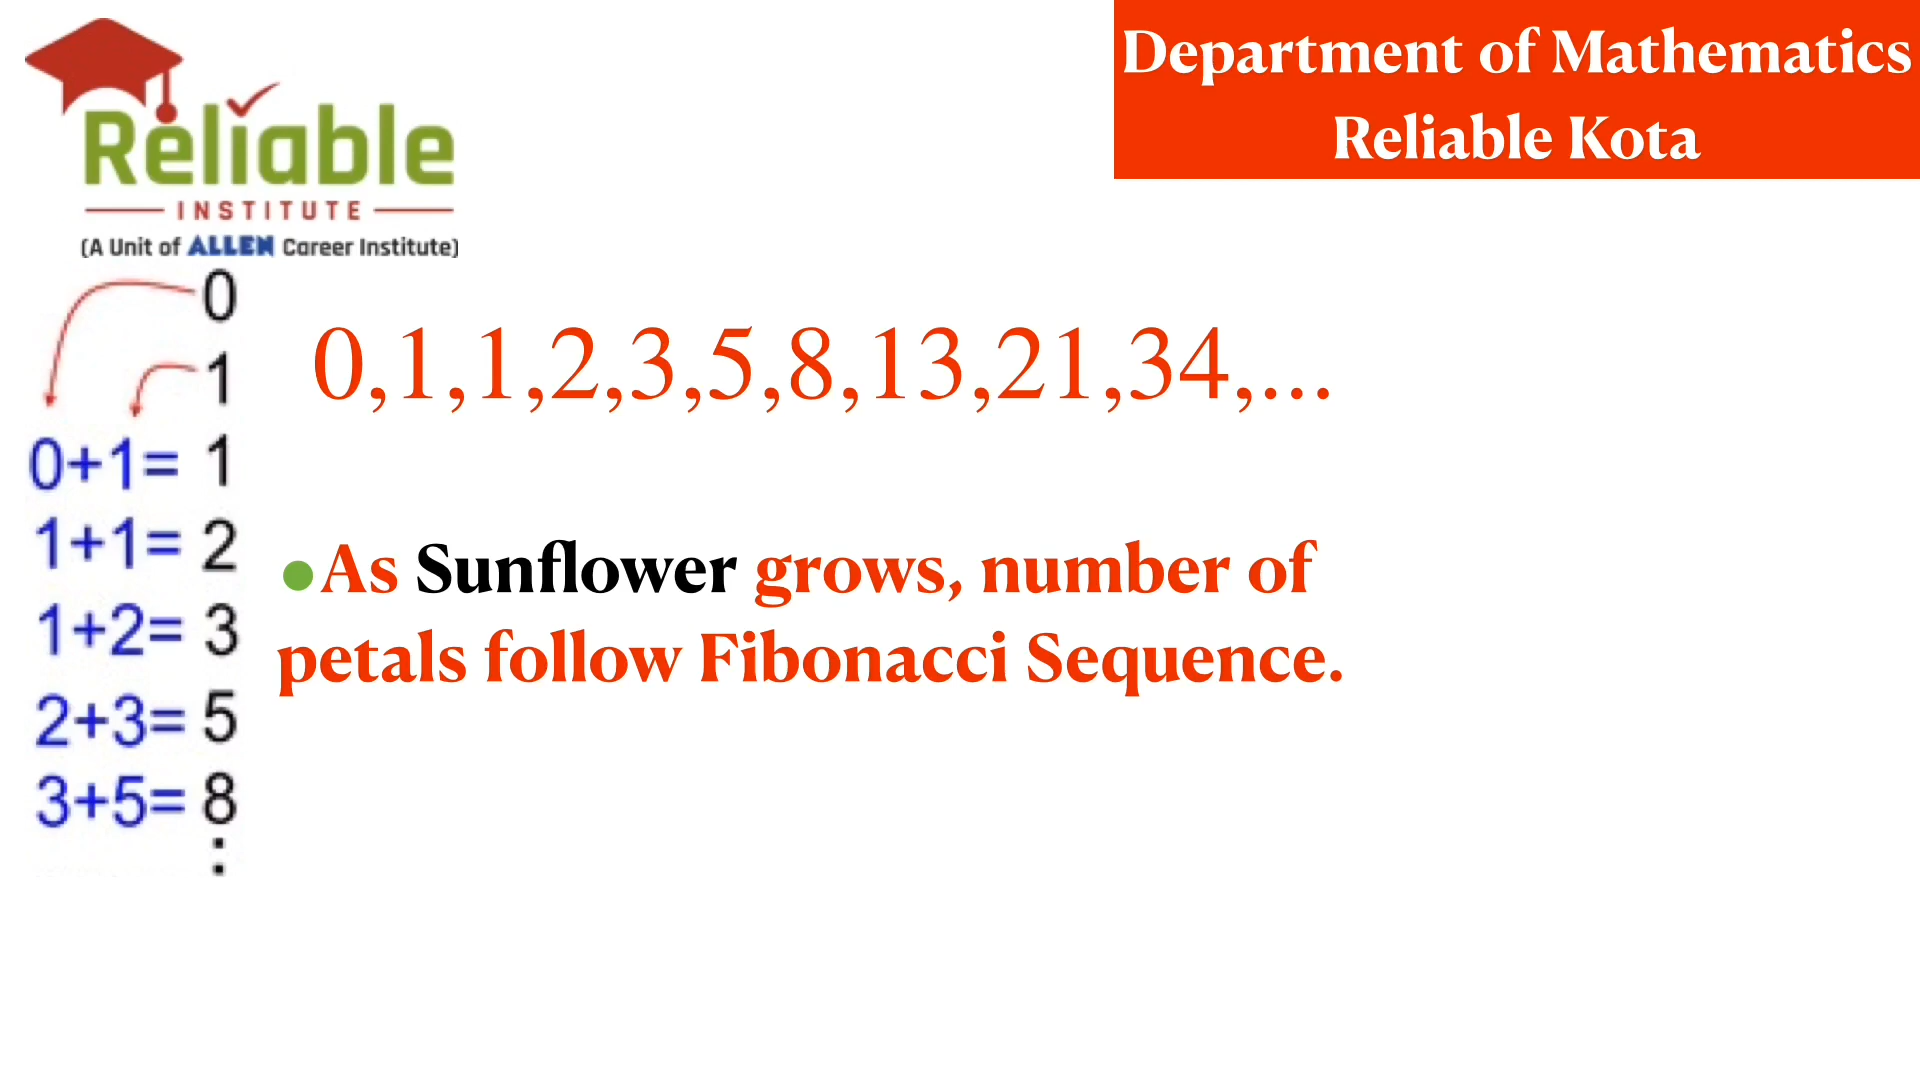 Reliable
INSTITUTE
(A Unit of ALLEN Career Institute)
Department of Mathematics
Reliable Kota
0
1
0+1= 1
1+1= 2
1+2= 3
2+3= 5
3+5= 8
:
0,1,1,2,3,5,8,13,21,34,...
•As Sunflower grows, number of
petals follow Fibonacci Sequence.